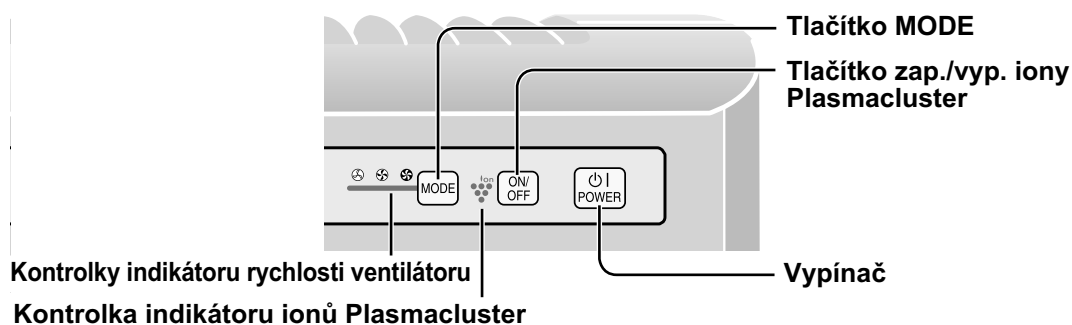 Tlačítko MODE
Tlačítko zap./vyp. iony
Plasmacluster
Ion
MODE
ON/
OFF
POWER
Kontrolky indikátoru rychlosti ventilátoru
Vypínač
Kontrolka indikátoru ionů Plasmacluster